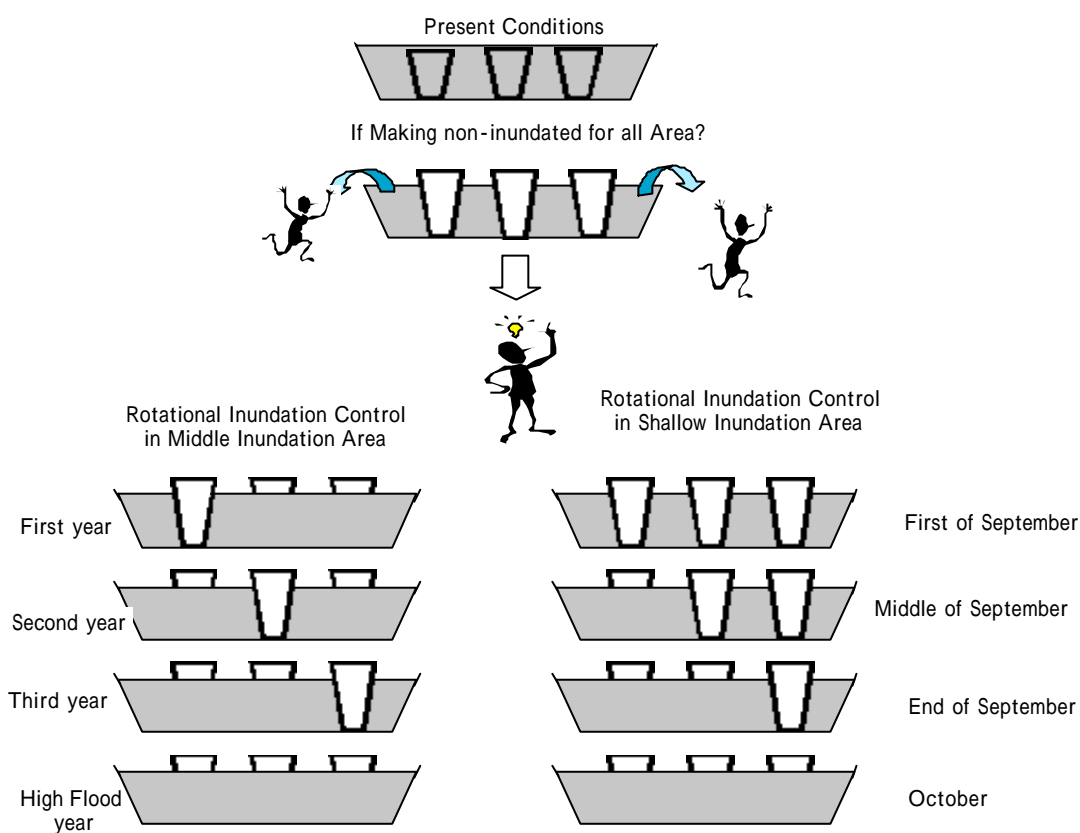 Present Conditions
If Making non-inundated for all Area?
Rotational Inundation Control
in Middle Inundation Area
Rotational Inundation Control
in Shallow Inundation Area
First year
First of September
Second year
Middle of September
Third year
End of September
High Flood
year
October